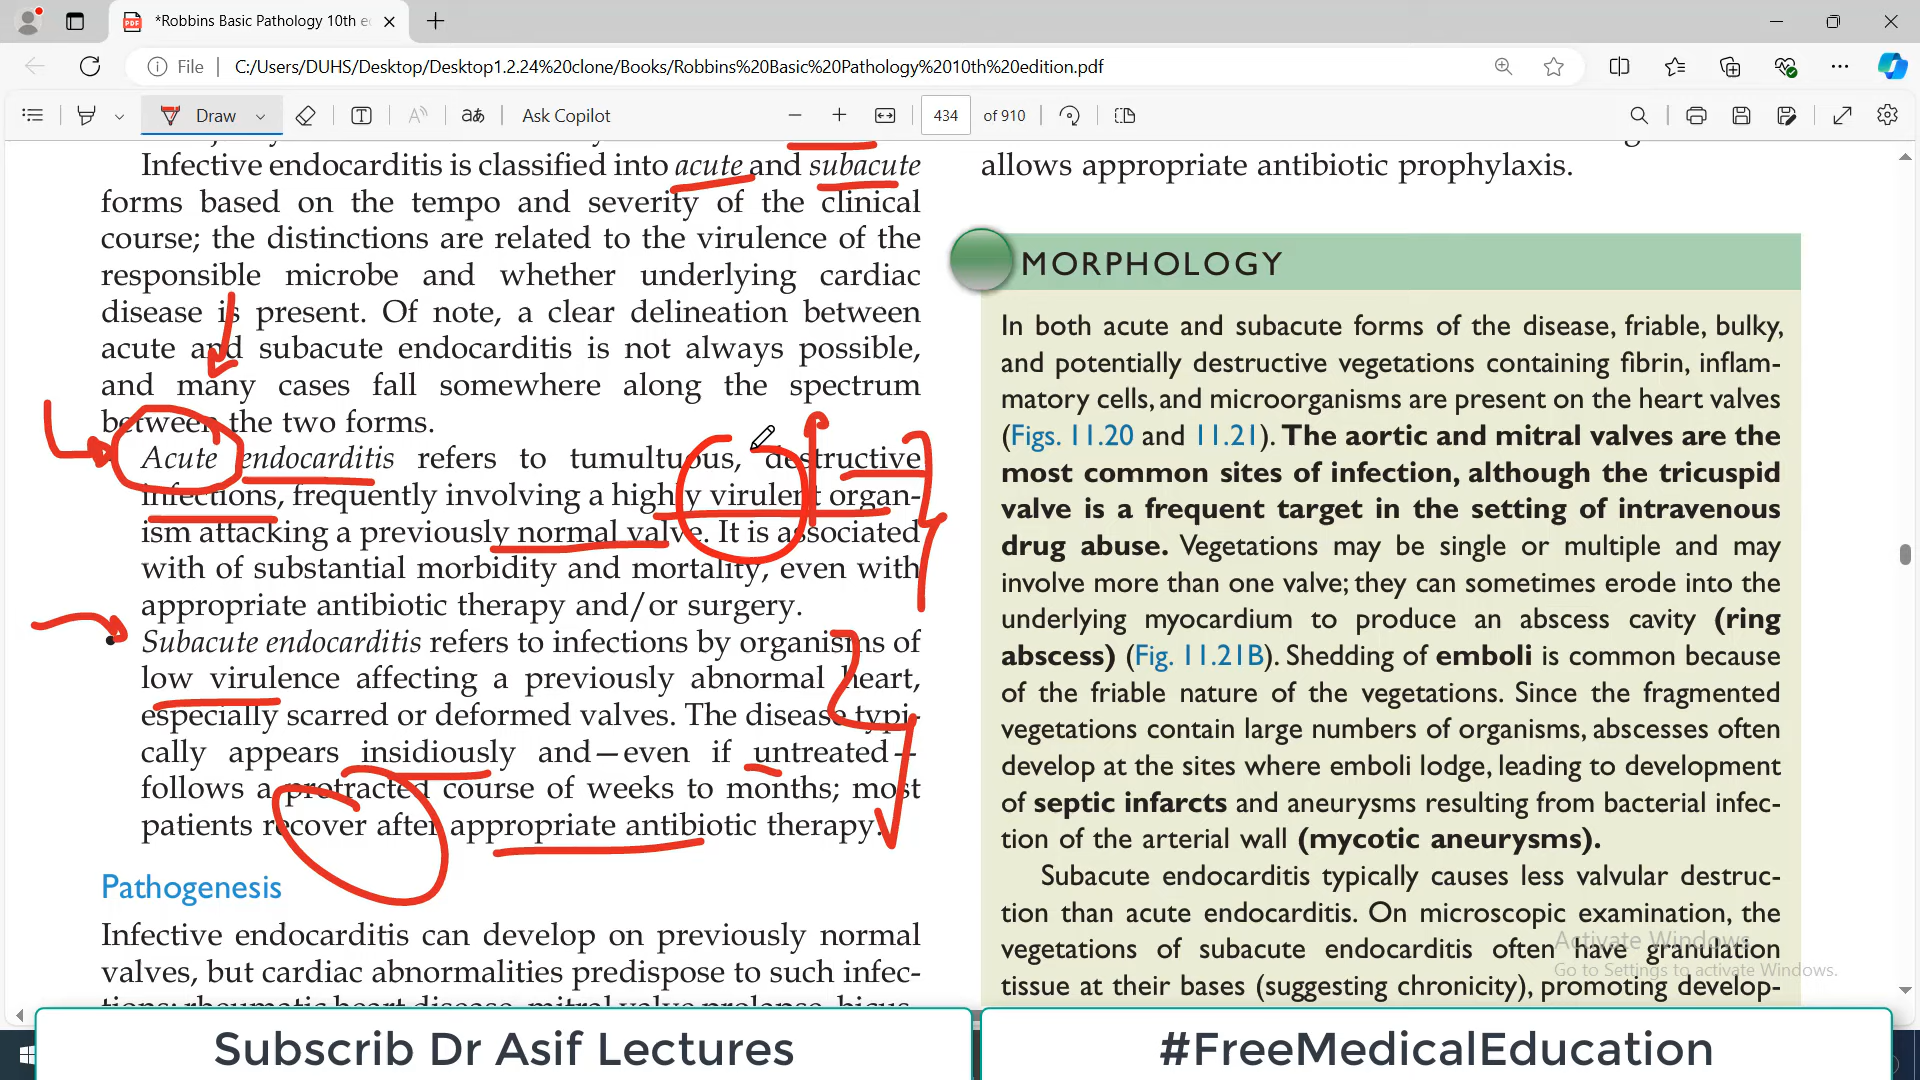 *Robbins Basic Pathology 10th e
File
C:/Users/DUHS/Desktop/Desktop1.2.24%20clone/Books/Robbins%20Basic%20Pathology%2010th%20edition.pdf
Draw
Ask Copilot
434 of 910
Infective endocarditis is classified into acute and subacute
forms based on the tempo and severity of the clinical
course; the distinctions are related to the virulence of the
responsible microbe and whether underlying cardiac
disease is present. Of note, a clear delineation between
acute and subacute endocarditis is not always possible,
and many cases fall somewhere along the spectrum
between the two forms.
Acute endocarditis refers to tumultuous, destructive
infections, frequently involving a highly virulent organ-
ism attacking a previously normal valve. It is associated
with of substantial morbidity and mortality, even with
appropriate antibiotic therapy and/or surgery.
• Subacute endocarditis refers to infections by organisms of
low virulence affecting a previously abnormal heart,
especially scarred or deformed valves. The disease typi-
cally appears insidiously and—even if untreated—
follows a protracted course of weeks to months; most
patients recover after appropriate antibiotic therapy.
Pathogenesis
Infective endocarditis can develop on previously normal
valves, but cardiac abnormalities predispose to such infec-
tions; rheumatic heart disease, mitral valve prolapse, bicus-
allows appropriate antibiotic prophylaxis.
MORPHOLOGY
In both acute and subacute forms of the disease, friable, bulky,
and potentially destructive vegetations containing fibrin, inflam-
matory cells, and microorganisms are present on the heart valves
(Figs. 11.20 and 11.21). The aortic and mitral valves are the
most common sites of infection, although the tricuspid
valve is a frequent target in the setting of intravenous
drug abuse. Vegetations may be single or multiple and may
involve more than one valve; they can sometimes erode into the
underlying myocardium to produce an abscess cavity (ring
abscess) (Fig. 11.21B). Shedding of emboli is common because
of the friable nature of the vegetations. Since the fragmented
vegetations contain large numbers of organisms, abscesses often
develop at the sites where emboli lodge, leading to development
of septic infarcts and aneurysms resulting from bacterial infec-
tion of the arterial wall (mycotic aneurysms).
Subacute endocarditis typically causes less valvular destruc-
tion than acute endocarditis. On microscopic examination, the
vegetations of subacute endocarditis often have granulation
tissue at their bases (suggesting chronicity), promoting develop-
Activate Windows
Go to Settings to activate Windows.
Subscrib Dr Asif Lectures
#FreeMedicalEducation